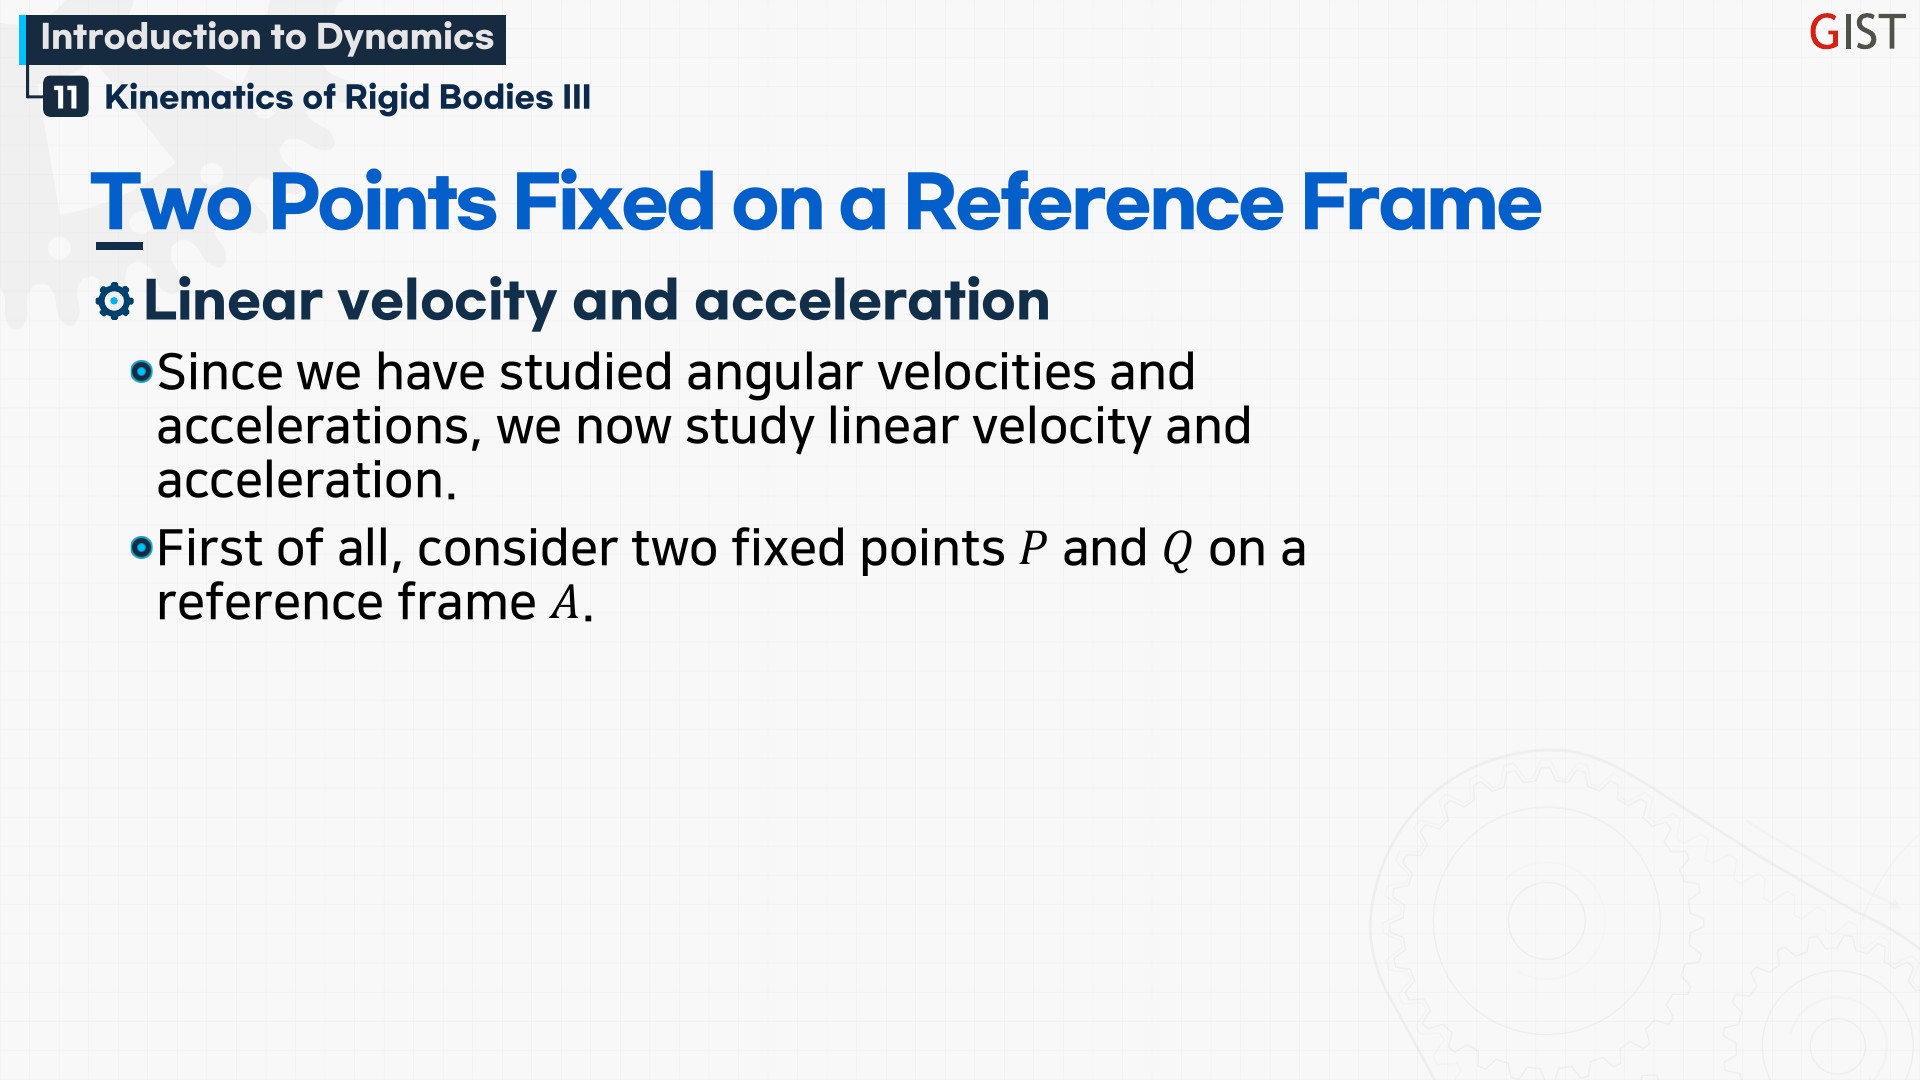 Introduction to Dynamics
GIST
11 Kinematics of Rigid Bodies III
Two Points Fixed on a Reference Frame
Linear velocity and acceleration
Since we have studied angular velocities and
accelerations, we now study linear velocity and
acceleration.
First of all, consider two fixed points P and Q on a
reference frame A.